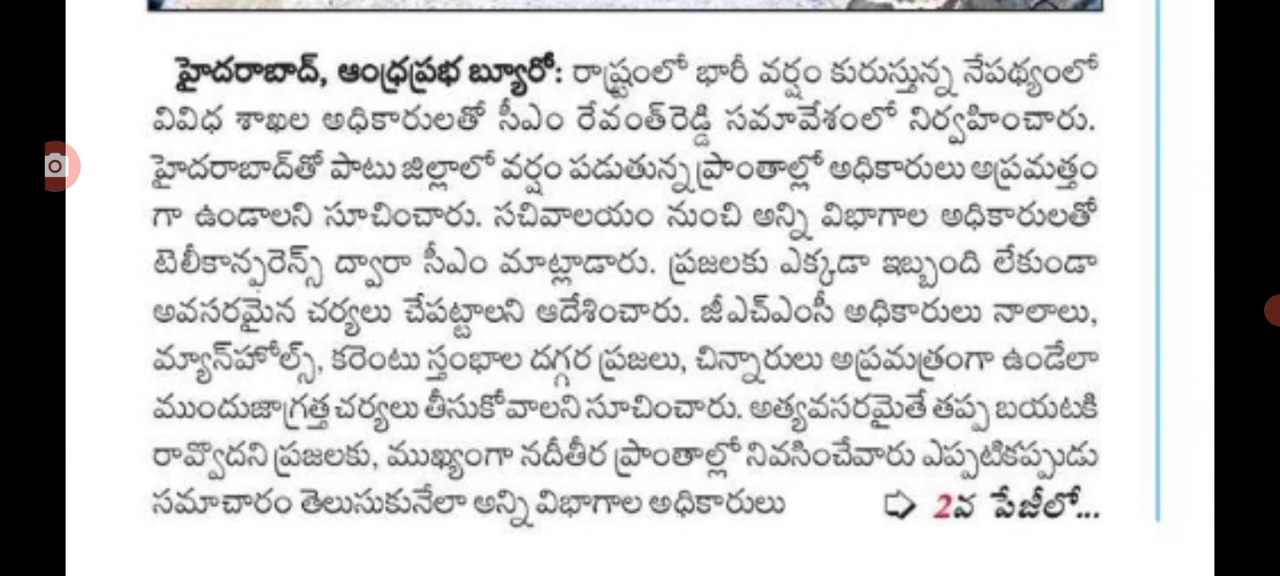 హైదరాబాద్, ఆంధ్రప్రభ బ్యూరో: రాష్ట్రంలో భారీ వర్షం కురుస్తున్న నేపథ్యంలో
వివిధ శాఖల అధికారులతో సీఎం రేవంత్‌రెడ్డి సమావేశంలో నిర్వహించారు.
హైదరాబాద్‌తో పాటు జిల్లాలో వర్షం పడుతున్న ప్రాంతాల్లో అధికారులు అప్రమత్తం
గా ఉండాలని సూచించారు. సచివాలయం నుంచి అన్ని విభాగాల అధికారులతో
టెలీకాన్ఫరెన్స్ ద్వారా సీఎం మాట్లాడారు. ప్రజలకు ఎక్కడా ఇబ్బంది లేకుండా
అవసరమైన చర్యలు చేపట్టాలని ఆదేశించారు. జీఎచ్ఎంసీ అధికారులు నాలాలు,
మ్యాన్‌హోల్స్, కరెంటు స్తంభాల దగ్గర ప్రజలు, చిన్నారులు అప్రమత్రంగా ఉండేలా
ముందుజాగ్రత్త చర్యలు తీసుకోవాలని సూచించారు. అత్యవసరమైతే తప్ప బయటకి
రావ్వొదని ప్రజలకు, ముఖ్యంగా నదీతీర ప్రాంతాల్లో నివసించేవారు ఎప్పటికప్పుడు
సమాచారం తెలుసుకునేలా అన్ని విభాగాల అధికారులు ➩ 2వ పేజీలో...